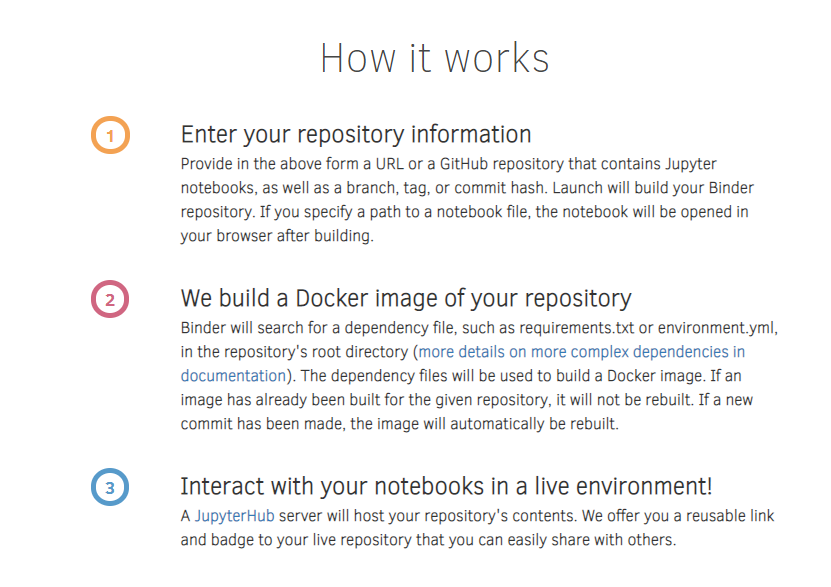 How it works
1
Enter your repository information
Provide in the above form a URL or a GitHub repository that contains Jupyter
notebooks, as well as a branch, tag, or commit hash. Launch will build your Binder
repository. If you specify a path to a notebook file, the notebook will be opened in
your browser after building.
2
We build a Docker image of your repository
Binder will search for a dependency file, such as requirements.txt or environment.yml,
in the repository's root directory (more details on more complex dependencies in
documentation). The dependency files will be used to build a Docker image. If an
image has already been built for the given repository, it will not be rebuilt. If a new
commit has been made, the image will automatically be rebuilt.
3
Interact with your notebooks in a live environment!
A JupyterHub server will host your repository's contents. We offer you a reusable link
and badge to your live repository that you can easily share with others.